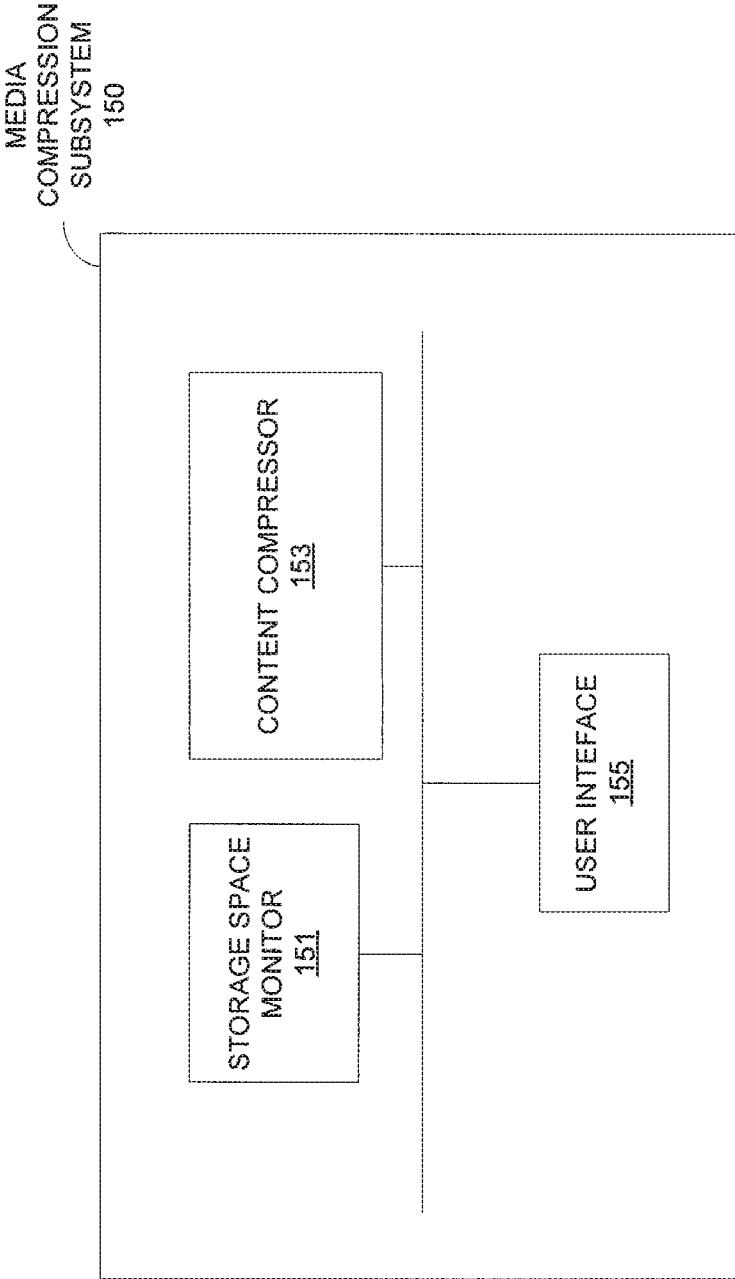 MEDIA
COMPRESSION
SUBSYSTEM
150
STORAGE SPACE
MONITOR
151
CONTENT COMPRESSOR
153
USER INTEFACE
155